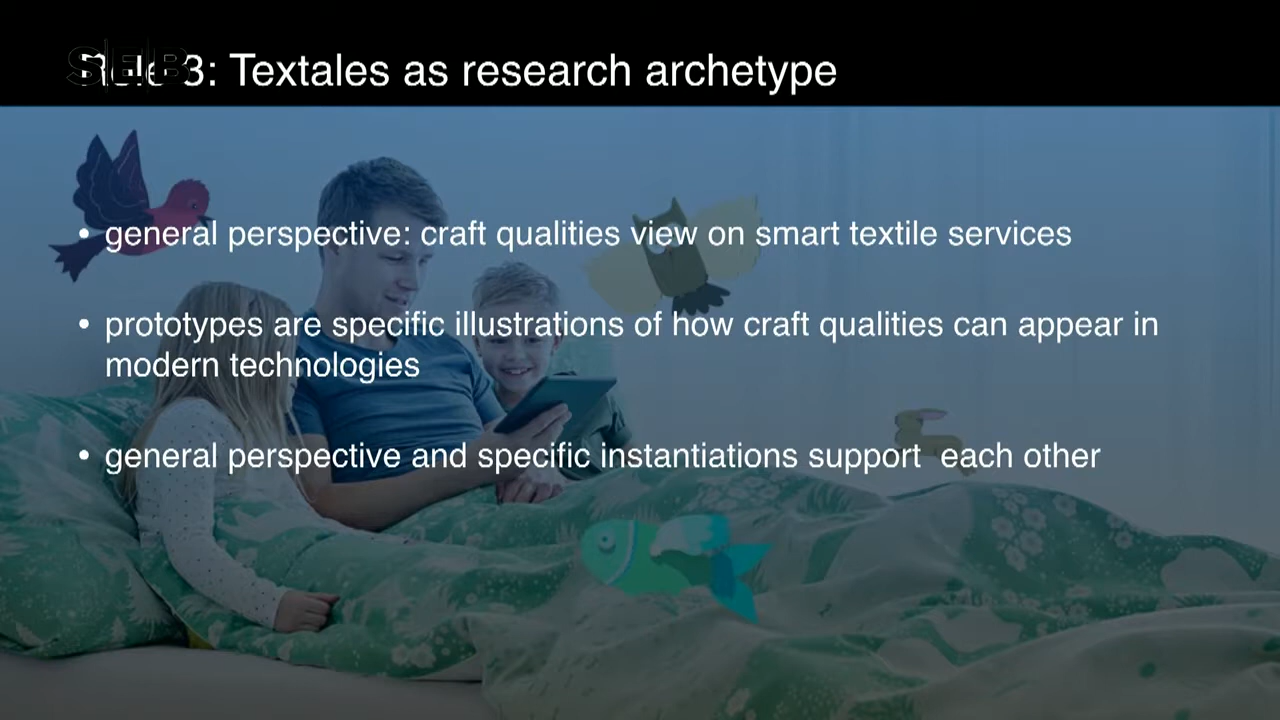 Role 3: Textales as research archetype
• general perspective: craft qualities view on smart textile services
• prototypes are specific illustrations of how craft qualities can appear in
modern technologies
• general perspective and specific instantiations support  each other